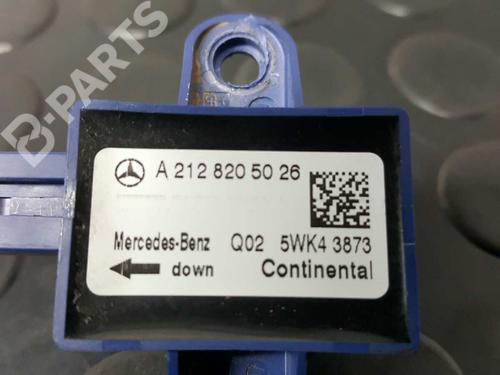 B-PARTS
A 212 820 50 26
Mercedes-Benz Q02 5WK4 3873
down Continental